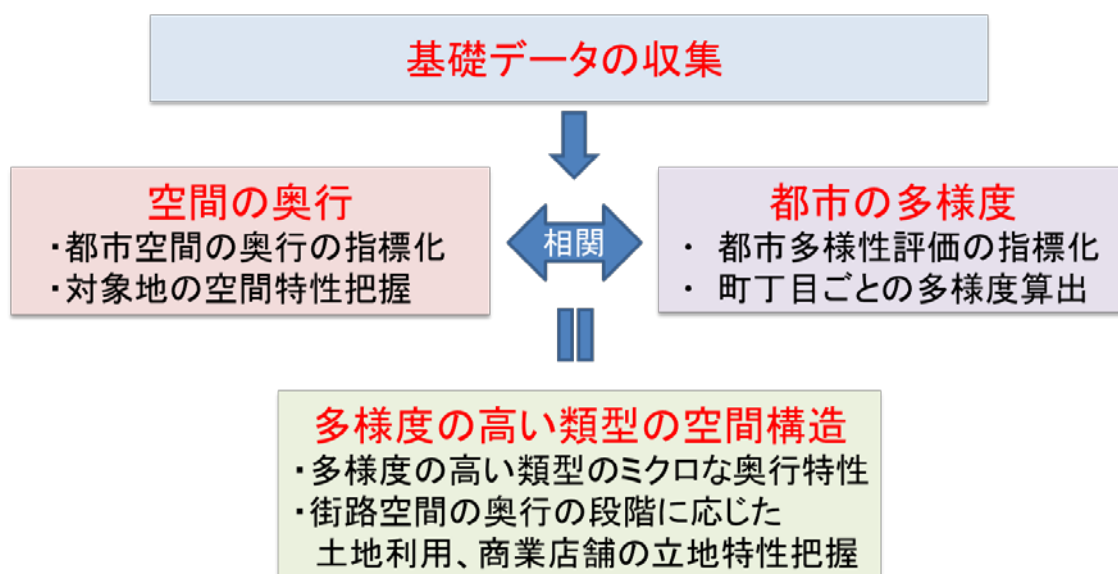 基礎データの収集
空間の奥行
・都市空間の奥行の指標化
・対象地の空間特性把握
相関
都市の多様度
・ 都市多様性評価の指標化
・ 町丁目ごとの多様度算出
多様度の高い類型の空間構造
・多様度の高い類型のミクロな奥行特性
・街路空間の奥行の段階に応じた
土地利用、商業店舗の立地特性把握